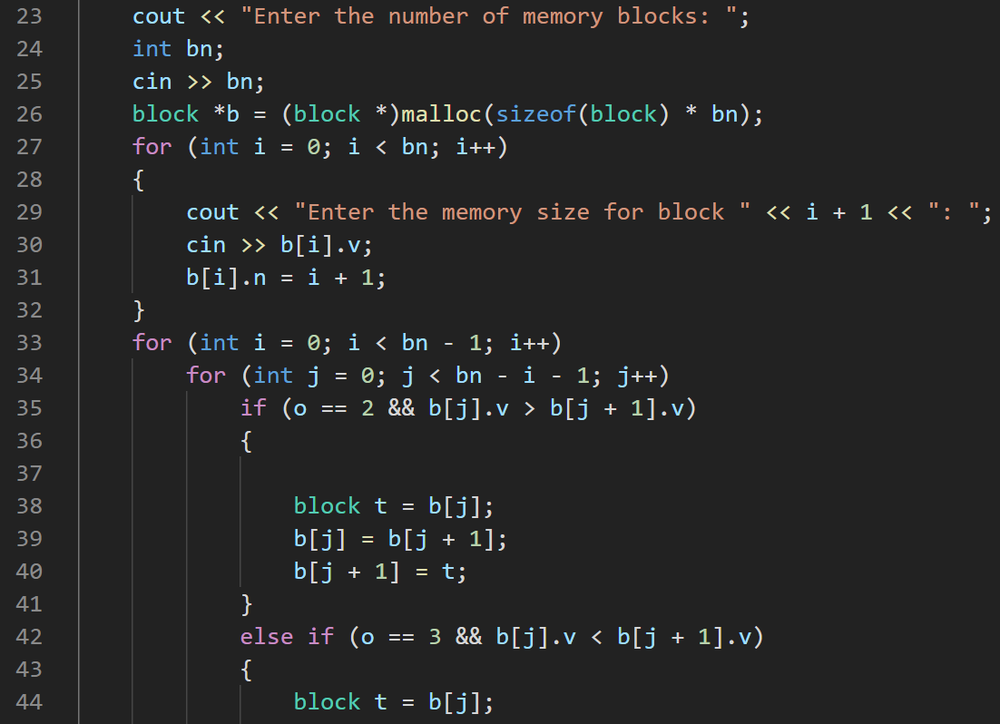 23 cout << "Enter the number of memory blocks: ";
24 int bn;
25 cin >> bn;
26 block *b = (block *)malloc(sizeof(block) * bn);
27 for (int i = 0; i < bn; i++)
28 {
29 cout << "Enter the memory size for block " << i + 1 << ": ";
30 cin >> b[i].v;
31 b[i].n = i + 1;
32 }
33 for (int i = 0; i < bn - 1; i++)
34 for (int j = 0; j < bn - i - 1; j++)
35 if (o == 2 && b[j].v > b[j + 1].v)
36 {
37
38 block t = b[j];
39 b[j] = b[j + 1];
40 b[j + 1] = t;
41 }
42 else if (o == 3 && b[j].v < b[j + 1].v)
43 {
44 block t = b[j];